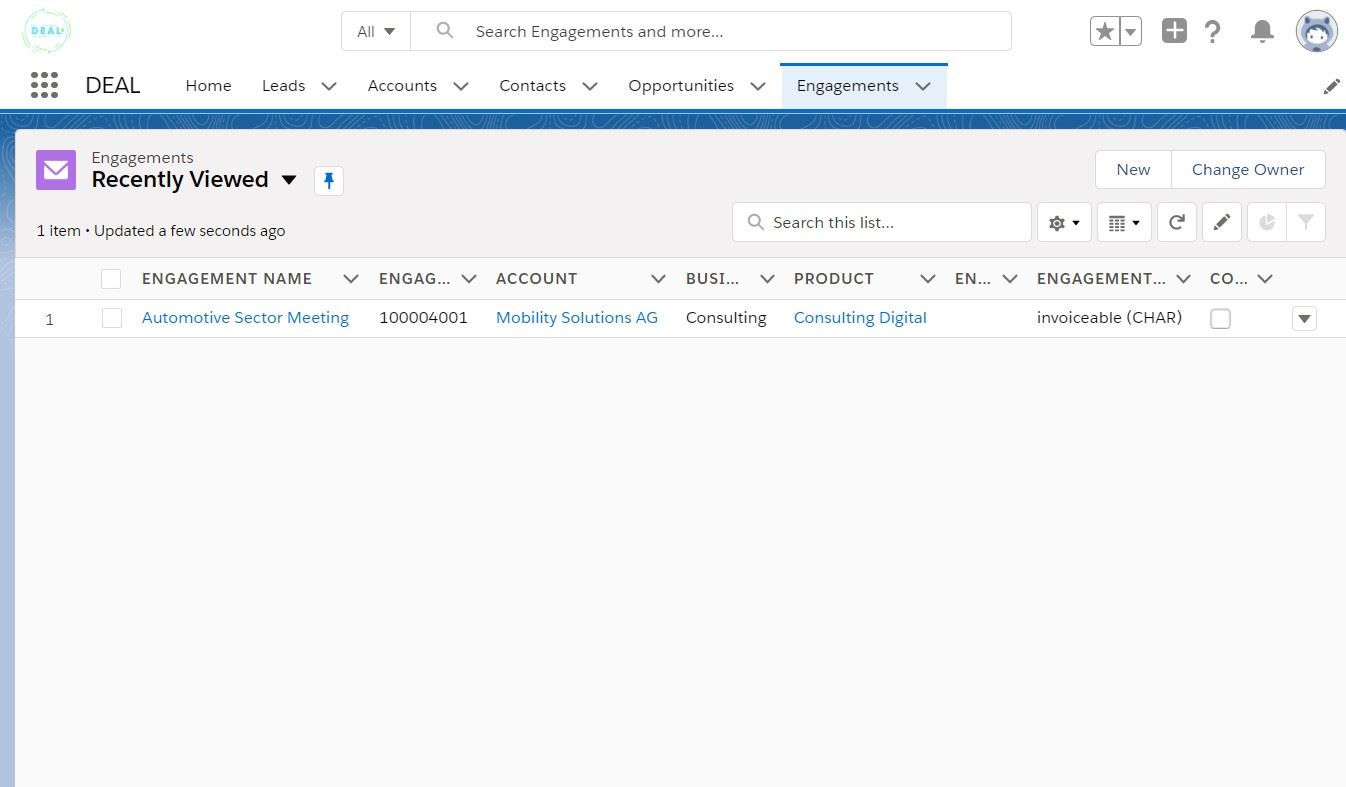 DEAL
All
Search Engagements and more...
DEAL
Home
Leads
Accounts
Contacts
Opportunities
Engagements
Engagements
Recently Viewed
New
Change Owner
1 item • Updated a few seconds ago
Search this list...
ENGAGEMENT NAME
ENGAG...
ACCOUNT
BUSI...
PRODUCT
EN...
ENGAGEMENT...
CO...
1
Automotive Sector Meeting
100004001
Mobility Solutions AG
Consulting
Consulting Digital
invoiceable (CHAR)